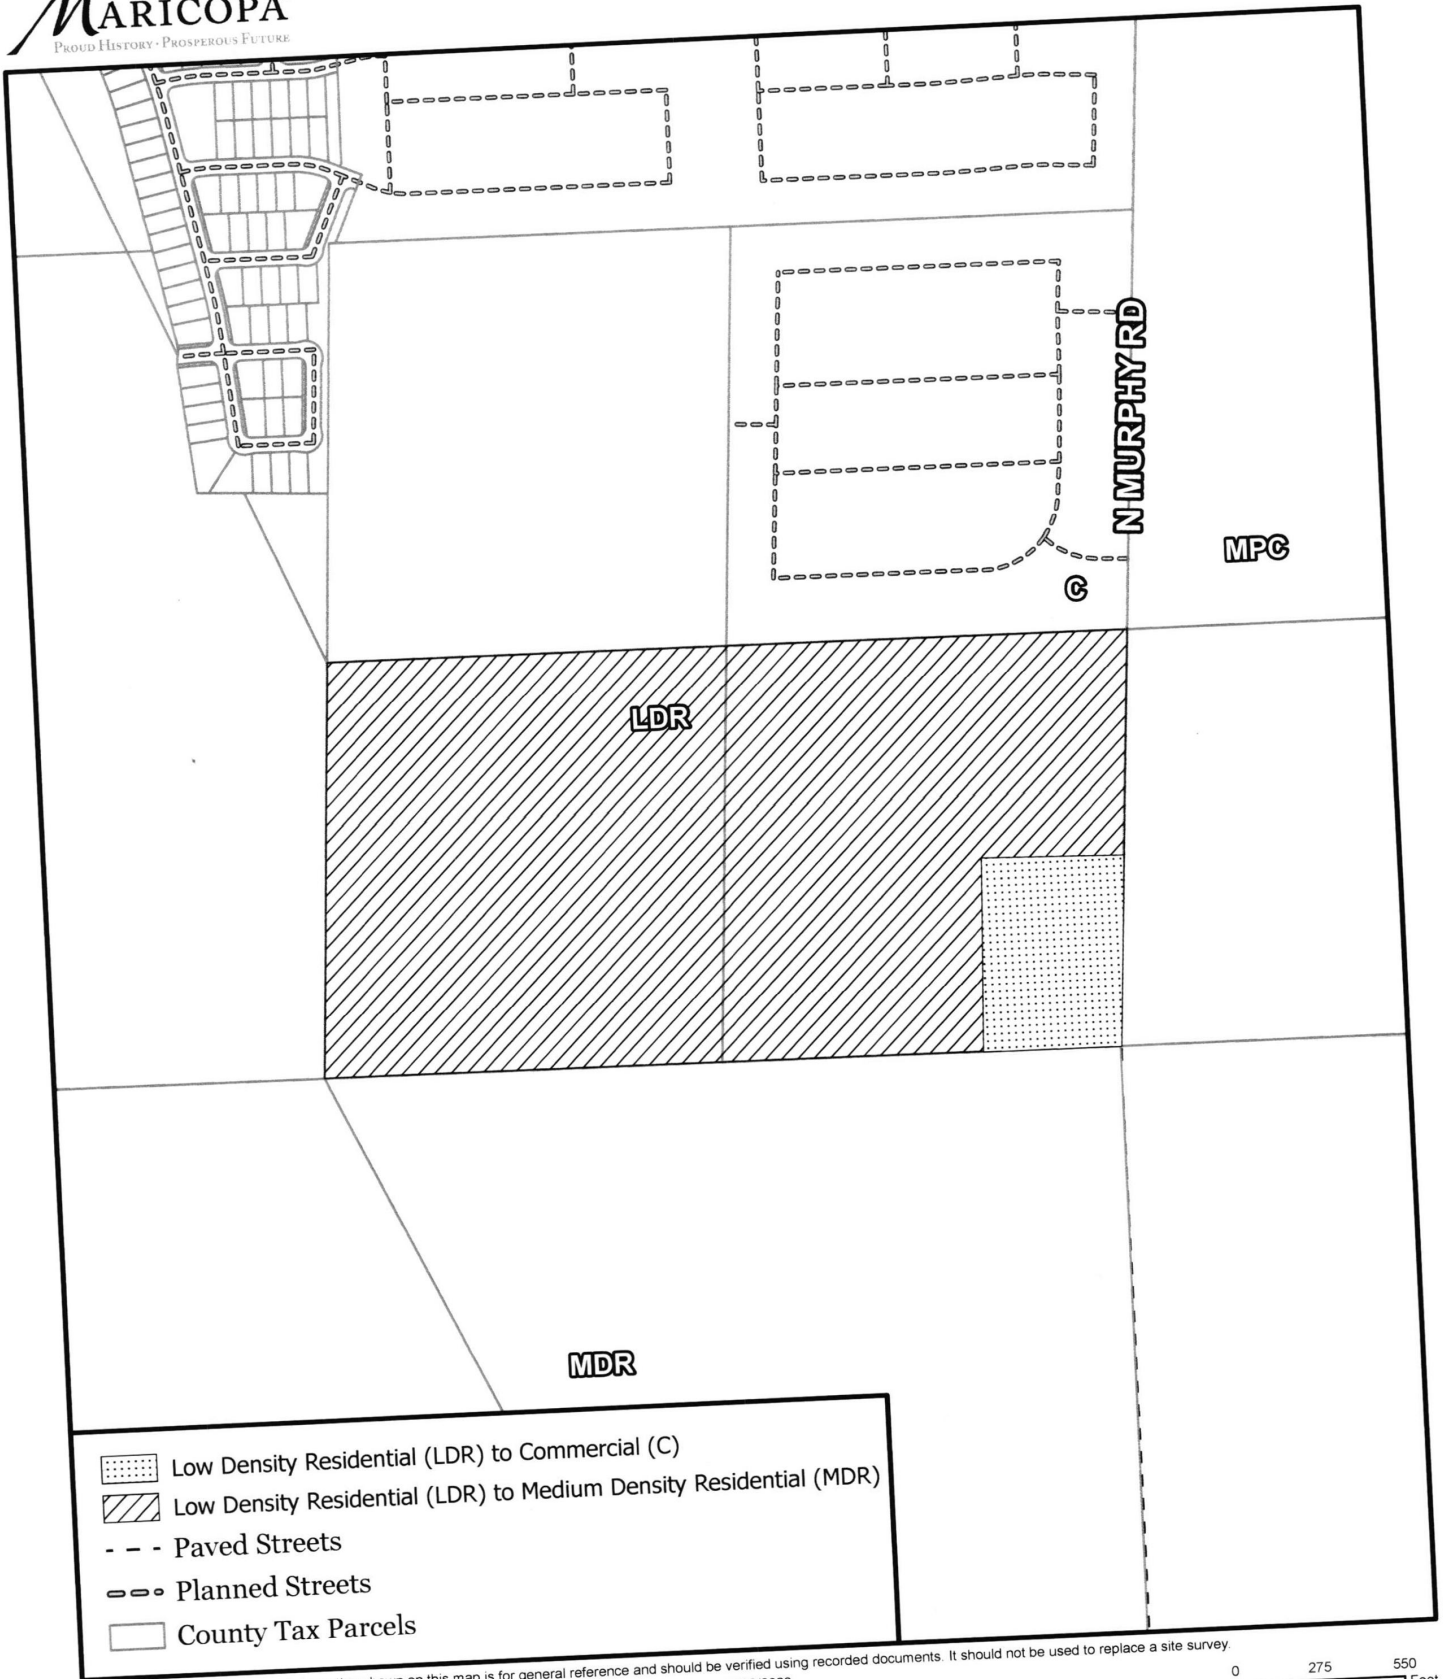 MARICOPA
PROUD HISTORY · PROSPEROUS FUTURE
N MURPHY RD
MPC
C
LDR
MDR
Low Density Residential (LDR) to Commercial (C)
Low Density Residential (LDR) to Medium Density Residential (MDR)
Paved Streets
Planned Streets
County Tax Parcels
on this map is for general reference and should be verified using recorded documents. It should not be used to replace a site survey.
0 275 550